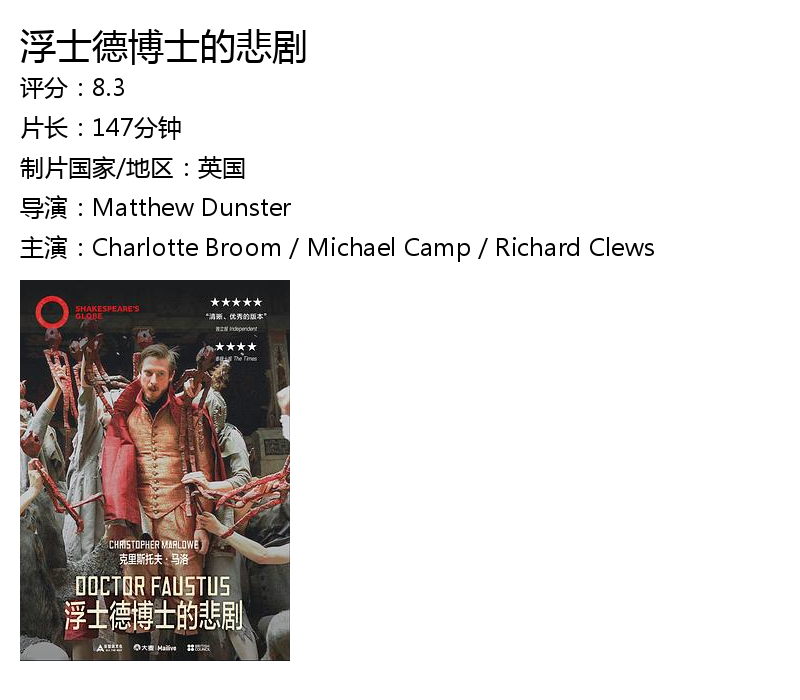 浮士德博士的悲剧
评分：8.3
片长：147分钟
制片国家/地区：英国
导演：Matthew Dunster
主演：Charlotte Broom / Michael Camp / Richard Clews
SHAKESPEARE'S
GLOBE
★★★★★
“清晰、优秀的版本”
独立报 Independent
★★★★
泰晤士报 The Times
CHRISTOPHER MARLOWE
克里斯托夫·马洛
DOCTOR FAUSTUS
浮士德博士的悲剧
大麦 Mailive
BRITISH
COUNCIL